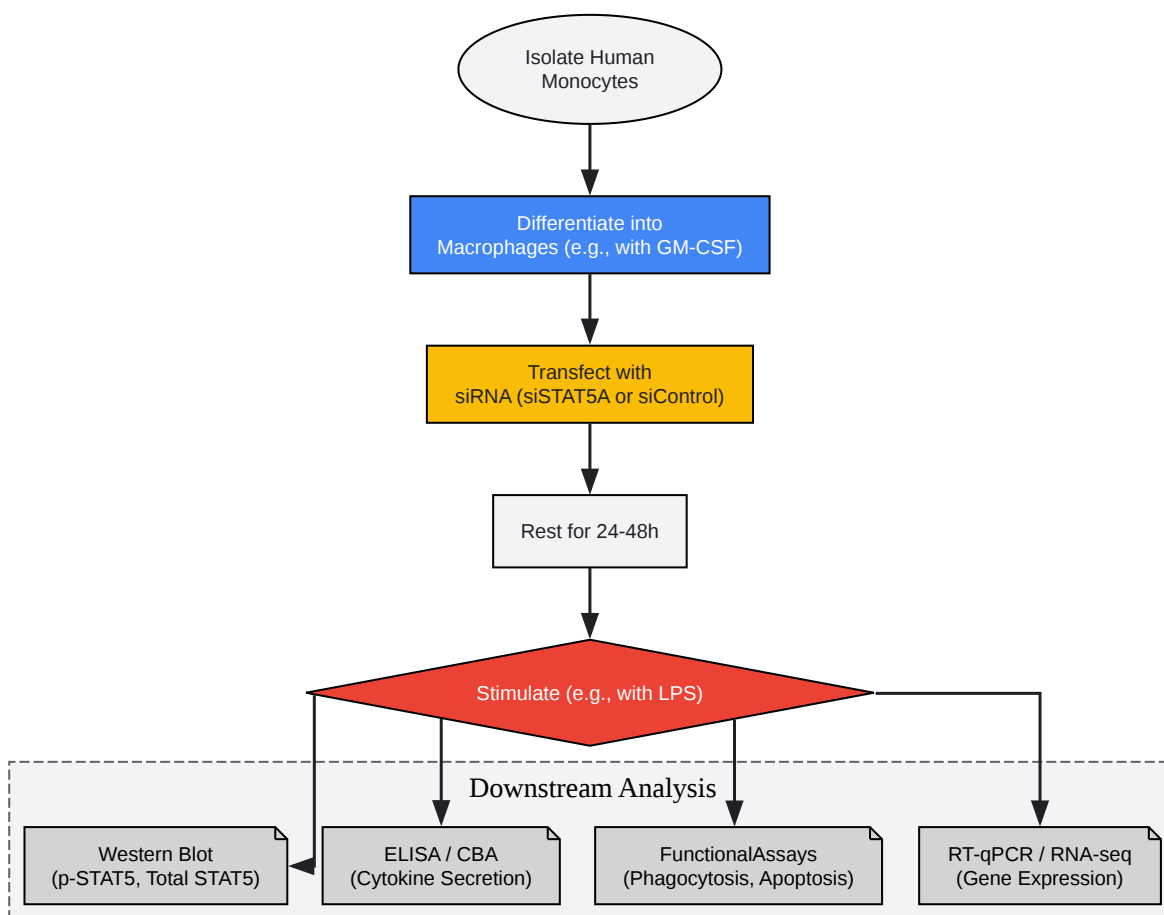 Isolate Human
Monocytes
Differentiate into
Macrophages (e.g., with GM-CSF)
Transfect with
siRNA (siSTAT5A or siControl)
Rest for 24-48h
Stimulate (e.g., with LPS)
Downstream Analysis
Western Blot
(p-STAT5, Total STAT5)
ELISA / CBA
(Cytokine Secretion)
FunctionalAssays
(Phagocytosis, Apoptosis)
RT-qPCR / RNA-seq
(Gene Expression)